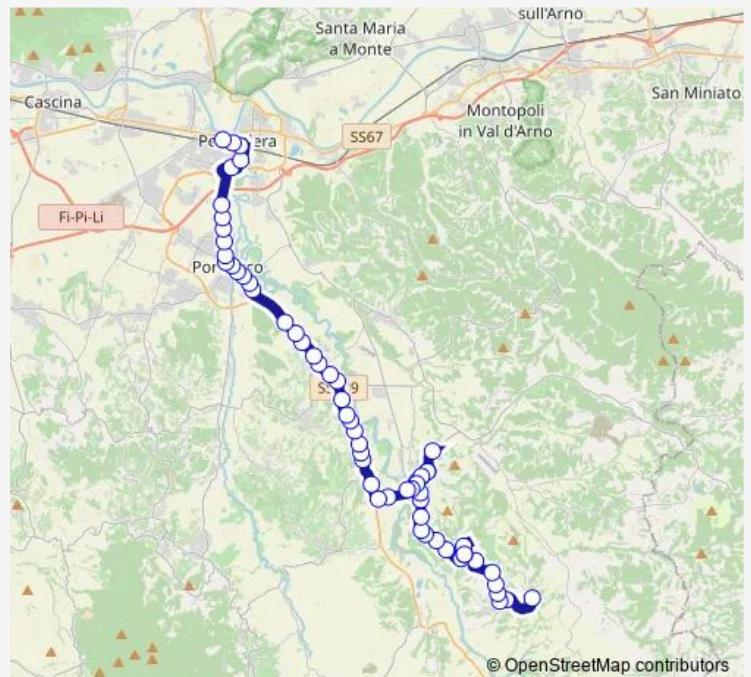 sull'Arno
Santa Maria
a Monte
Cascina
San Miniato
Montopoli
in Val d'Arno
SS67
Fi-Pi-Li
© OpenStreetMap contributors